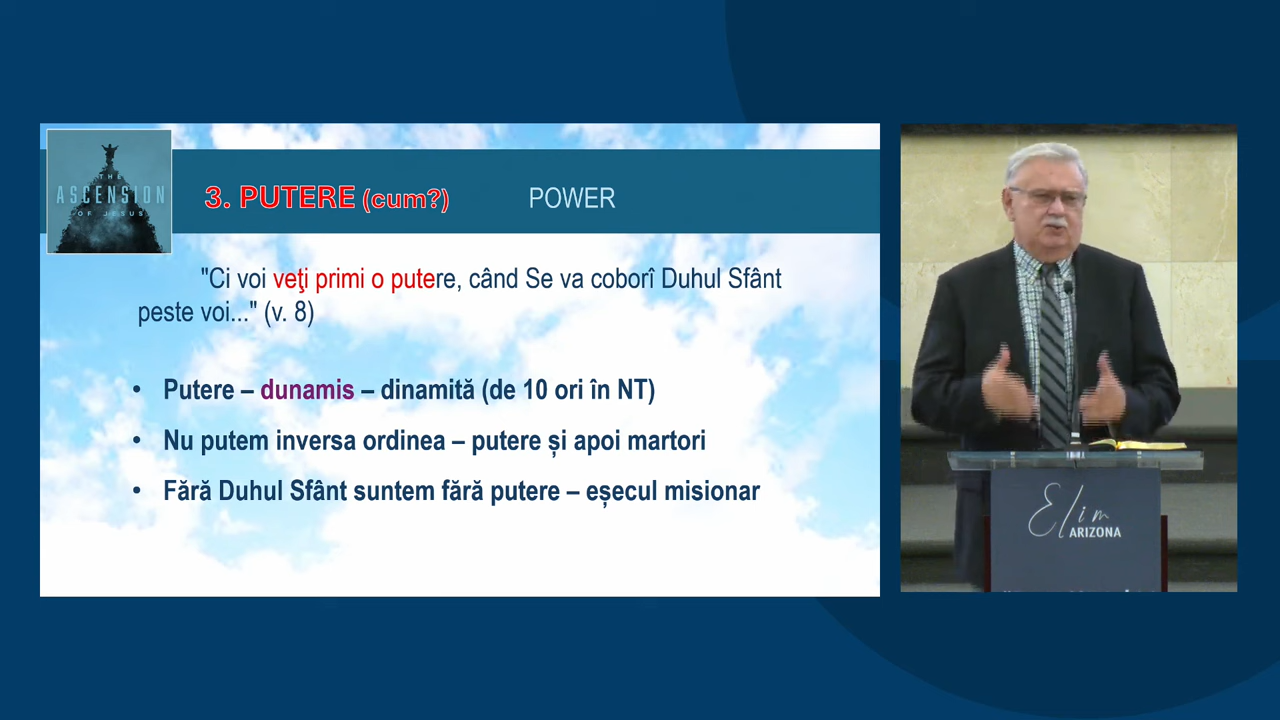 THE
ASCENSION
OF JESUS
3. PUTERE (cum?)
POWER
"Ci voi veţi primi o putere, când Se va coborî Duhul Sfânt
peste voi..." (v. 8)
• Putere – dunamis – dinamită (de 10 ori în NT)
• Nu putem inversa ordinea – putere și apoi martori
• Fără Duhul Sfânt suntem fără putere – eșecul misionar
Elim
ARIZONA